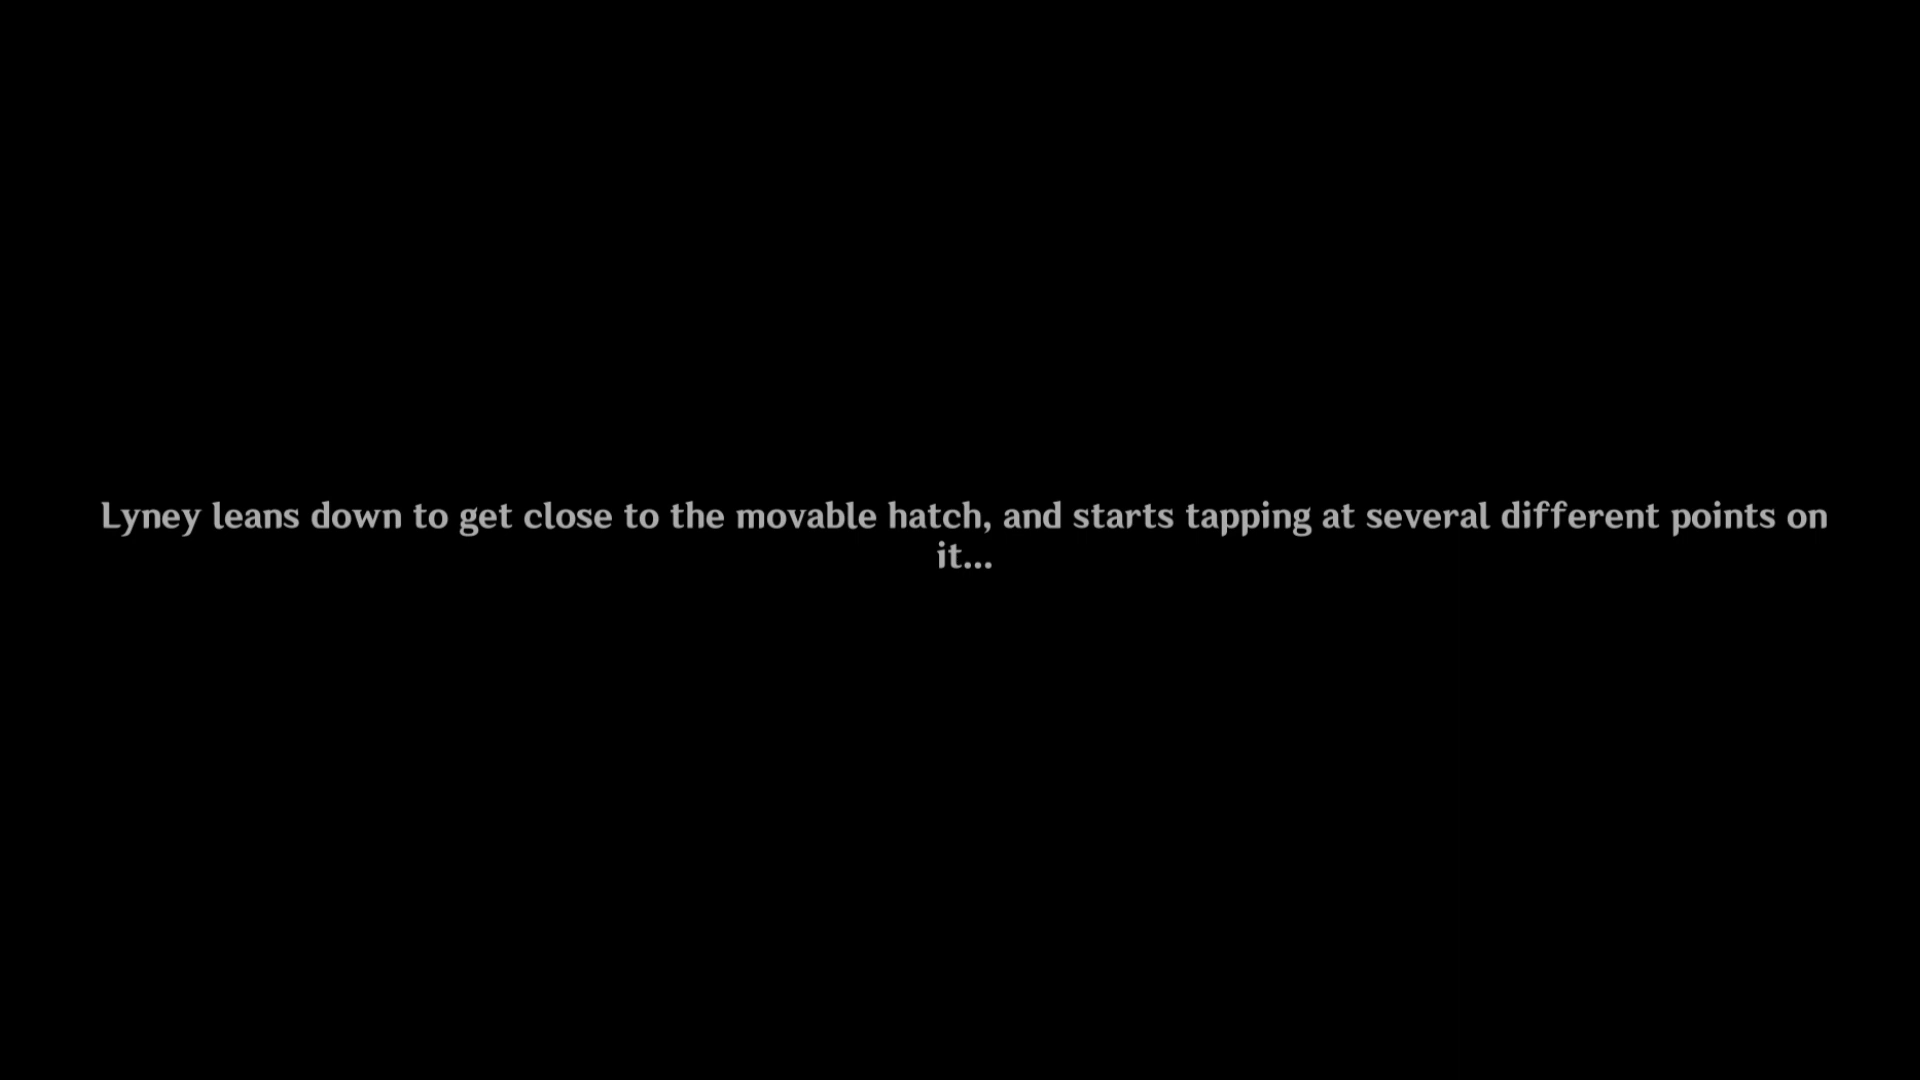 Lyney leans down to get close to the movable hatch, and starts tapping at several different points on
it...